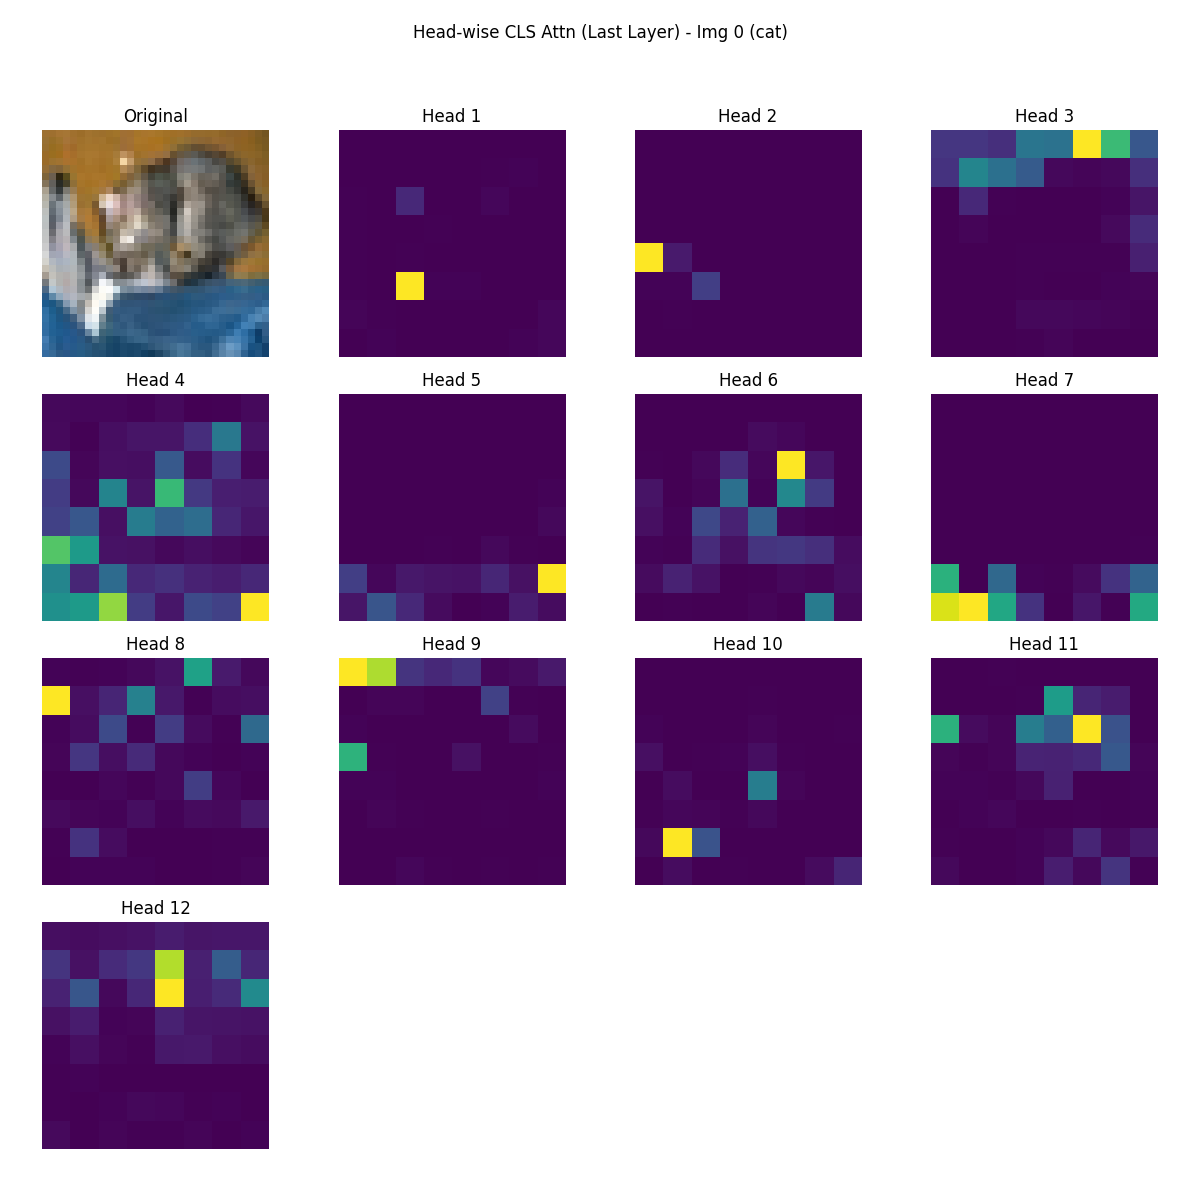 Head-wise CLS Attn (Last Layer) - Img 0 (cat)
Original
Head 1
Head 2
Head 3
Head 4
Head 5
Head 6
Head 7
Head 8
Head 9
Head 10
Head 11
Head 12